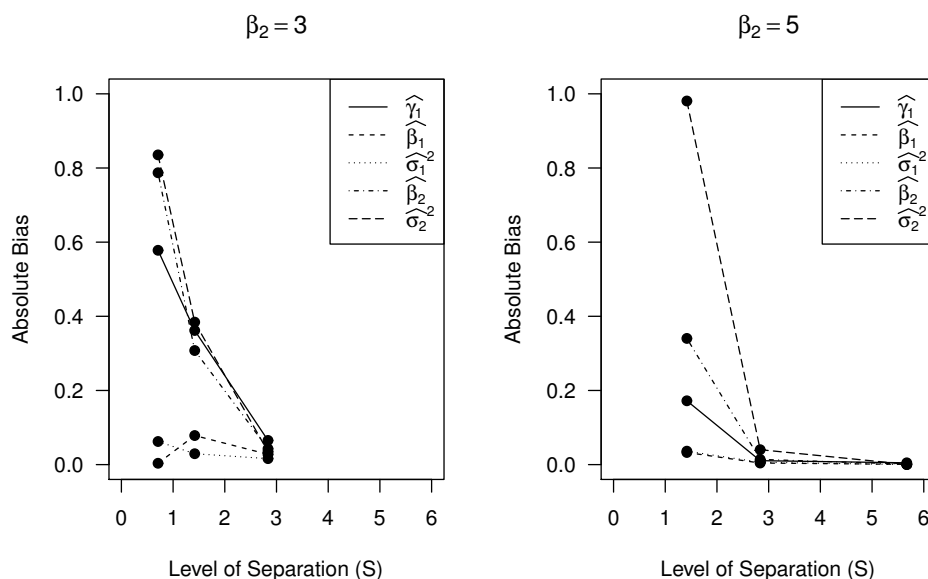 β₂ = 3
1.0
0.8
0.6
0.4
0.2
0.0
Absolute Bias
0 1 2 3 4 5 6
Level of Separation (S)
γ̂₁
β̂₁
σ̂₁²
β̂₂
σ̂₂²
β₂ = 5
1.0
0.8
0.6
0.4
0.2
0.0
Absolute Bias
0 1 2 3 4 5 6
Level of Separation (S)
γ̂₁
β̂₁
σ̂₁²
β̂₂
σ̂₂²